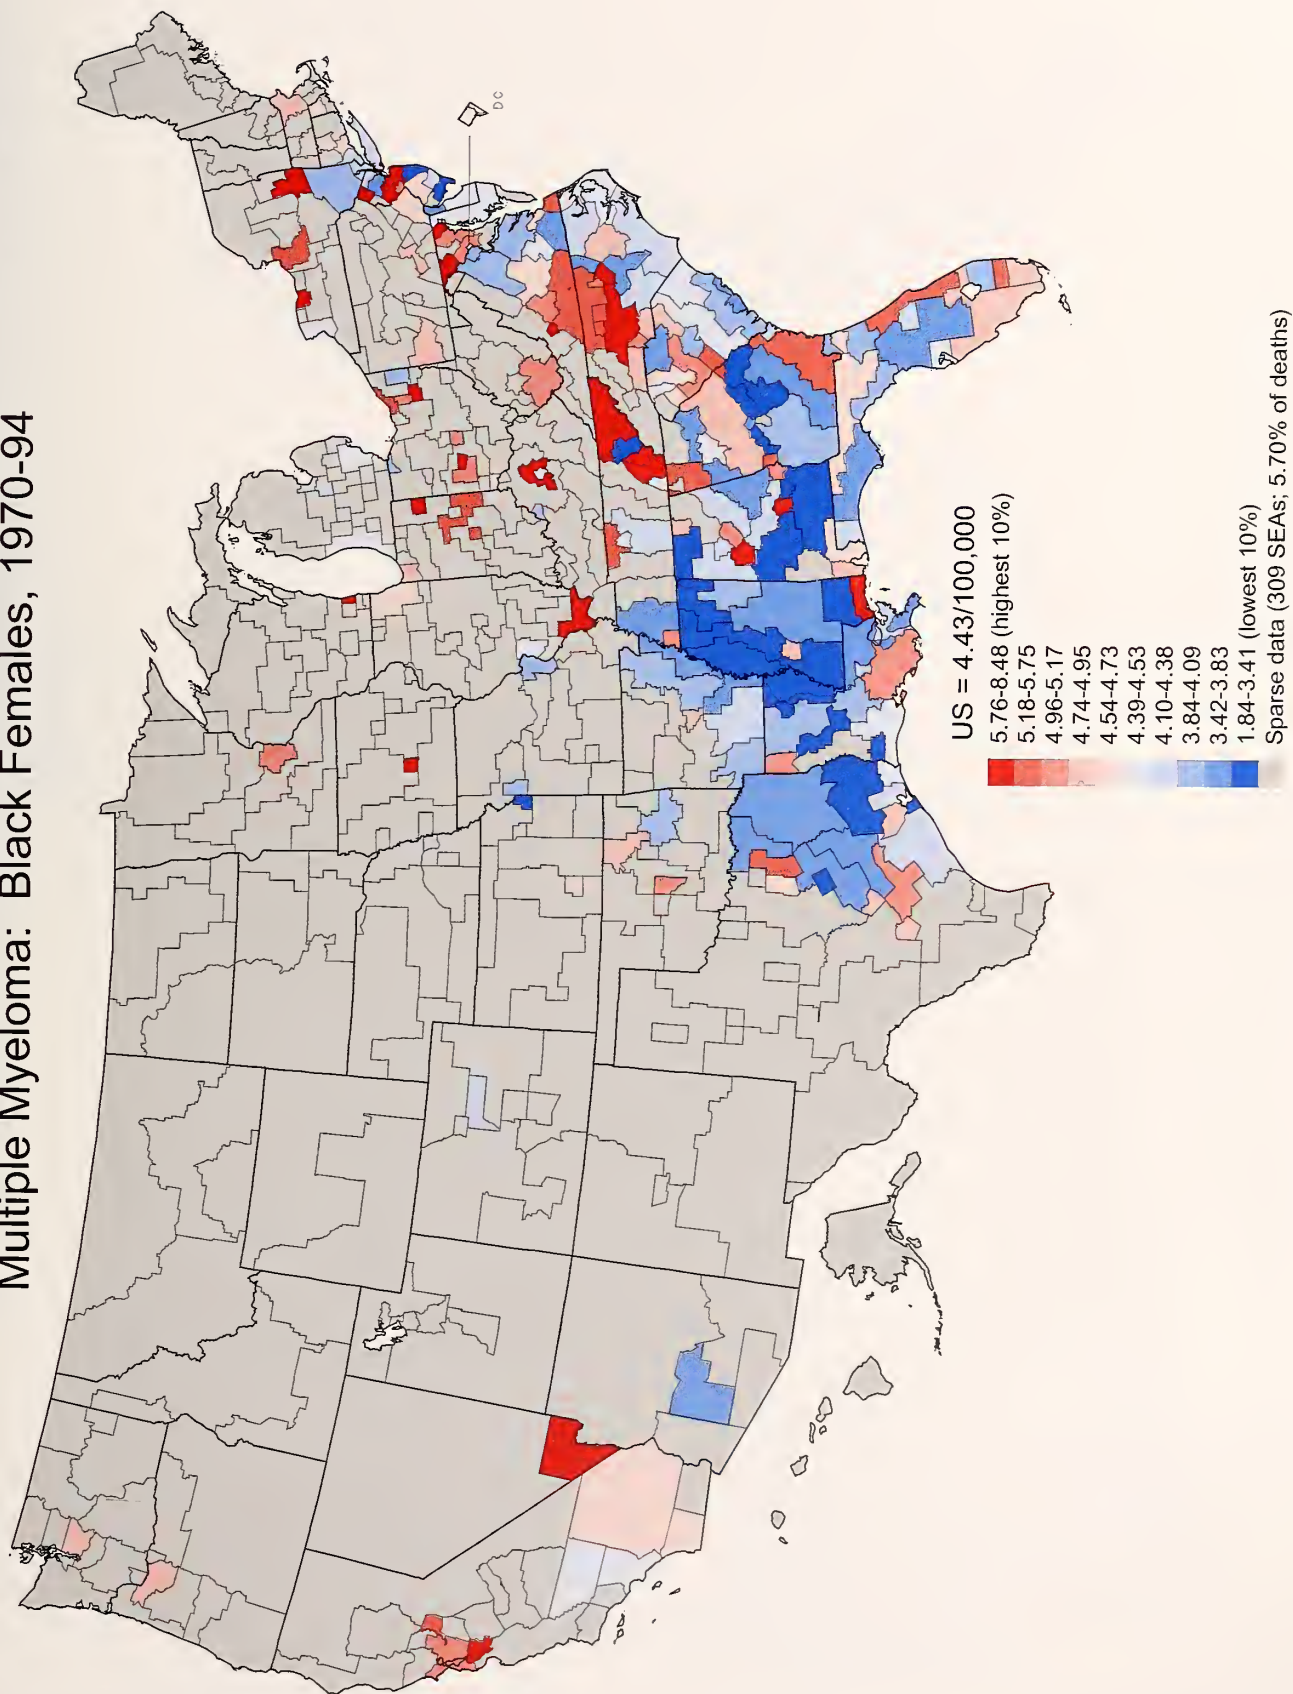 Multiple Myeloma: Black Females, 1970-94
DC
US = 4.43/100,000
5.76-8.48 (highest 10%)
5.18-5.75
4.96-5.17
4.74-4.95
4.54-4.73
4.39-4.53
4.10-4.38
3.84-4.09
3.42-3.83
1.84-3.41 (lowest 10%)
Sparse data (309 SEAs; 5.70% of deaths)